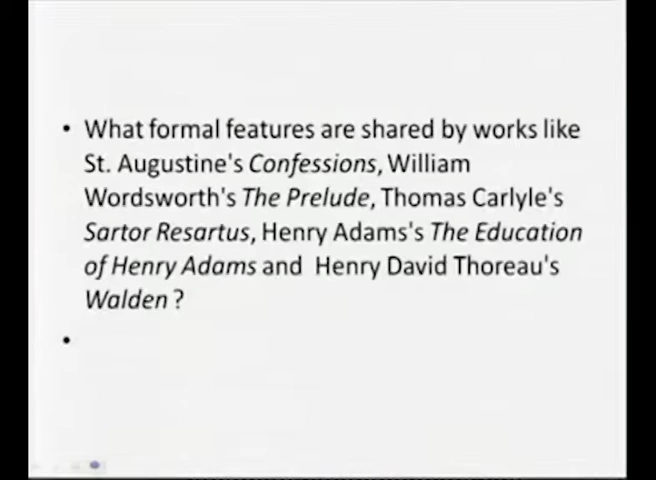 • What formal features are shared by works like
St. Augustine's Confessions, William
Wordsworth's The Prelude, Thomas Carlyle's
Sartor Resartus, Henry Adams's The Education
of Henry Adams and Henry David Thoreau's
Walden ?
•